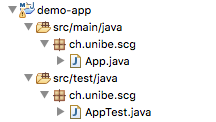 demo-app
src/main/java
ch.unibe.scg
App.java
src/test/java
ch.unibe.scg
AppTest.java